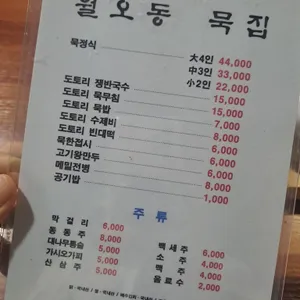 월오동 묵집
묵정식 大4인 44,000
中3인 33,000
小2인 22,000
도토리 쟁반국수 15,000
도토리 묵무침 15,000
도토리 묵밥 7,000
도토리 수제비 8,000
도토리 빈대떡 6,000
묵한접시 6,000
고기왕만두 6,000
메밀전병 8,000
공기밥 1,000
주류
막걸리 6,000
동동주 8,000
대나무통술 5,000
가시오가피 5,000
산삼주 5,000
백세주 6,000
소주 4,000
맥주 4,000
음료수 2,000